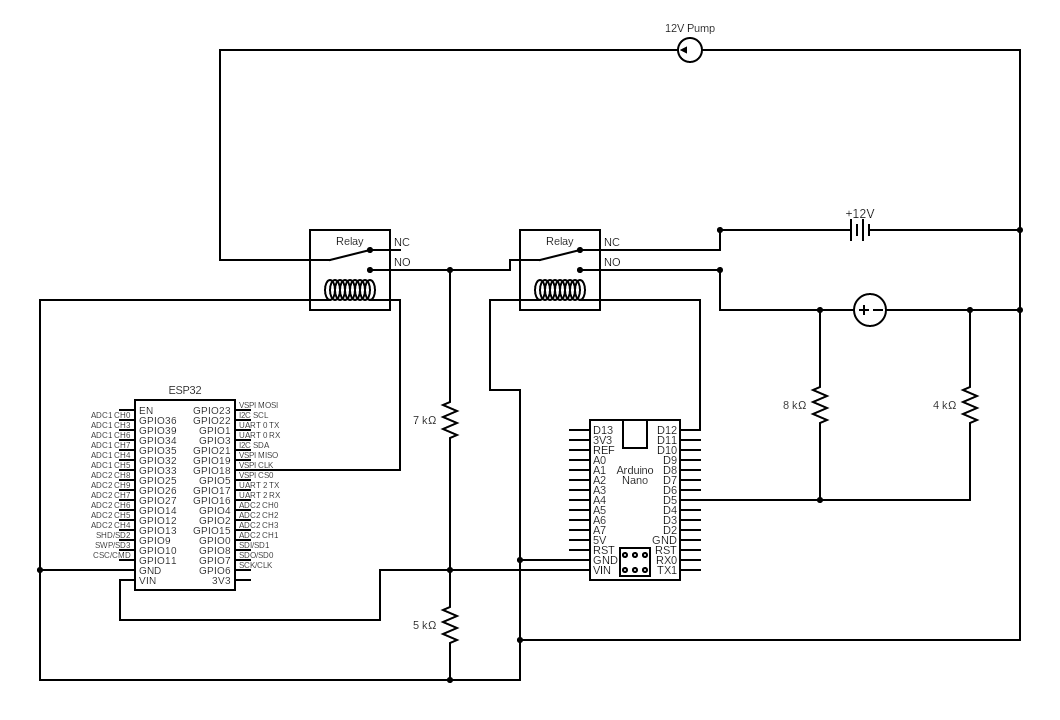 12V Pump
+12V
Relay
NC
NO
Relay
NC
NO
7 kΩ
5 kΩ
8 kΩ
4 kΩ
ESP32
EN GPIO23 VSPI MOSI
ADC1 CH0 GPIO36 GPIO22 I2C SCL
ADC1 CH3 GPIO39 GPIO1 UART 0 TX
ADC1 CH6 GPIO34 GPIO3 UART 0 RX
ADC1 CH7 GPIO35 GPIO21 I2C SDA
ADC1 CH4 GPIO32 GPIO19 VSPI MISO
ADC1 CH5 GPIO33 GPIO18 VSPI CLK
ADC2 CH8 GPIO25 GPIO5 VSPI CS0
ADC2 CH9 GPIO26 GPIO17 UART 2 TX
ADC2 CH7 GPIO27 GPIO16 UART 2 RX
ADC2 CH6 GPIO14 GPIO4 ADC2 CH0
ADC2 CH5 GPIO12 GPIO2 ADC2 CH2
ADC2 CH4 GPIO13 GPIO15 ADC2 CH3
SHD/SD2 GPIO9 GPIO0 ADC2 CH1
SWP/SD3 GPIO10 GPIO8 SDI/SD1
CSC/CMD GPIO11 GPIO7 SDO/SD0
GND GPIO6 SCK/CLK
VIN 3V3
Arduino
Nano
D13 D12
3V3 D11
REF D10
A0 D9
A1 D8
A2 D7
A3 D6
A4 D5
A5 D4
A6 D3
A7 D2
5V GND
RST RST
GND RX0
VIN TX1